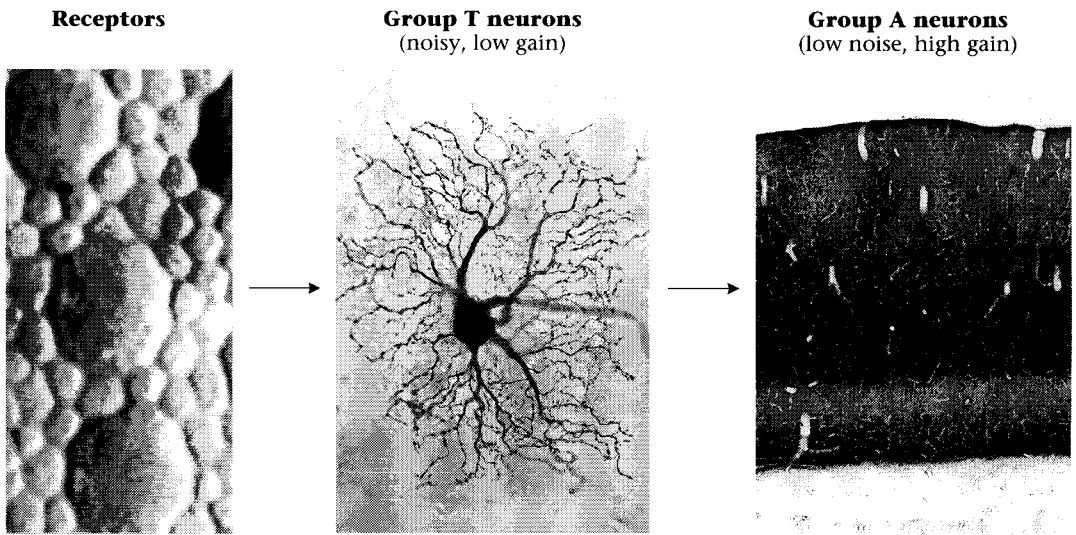 Receptors
Group T neurons
(noisy, low gain)
Group A neurons
(low noise, high gain)